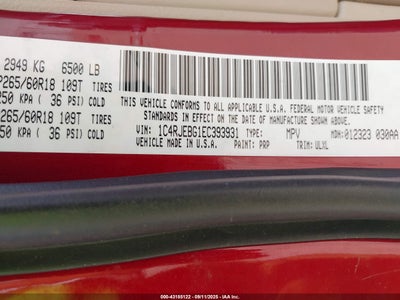 2949 KG 6500 LB
P265/60R18 109T TIRES
250 KPA ( 36 PSI) COLD
P265/60R18 109T TIRES
250 KPA ( 36 PSI) COLD
THIS VEHICLE CONFORMS TO ALL APPLICABLE U.S.A. FEDERAL MOTOR VEHICLE SAFETY
STANDARDS IN EFFECT ON THE DATE OF MANUFACTURE SHOWN ABOVE.
VIN: 1C4RJEBG1EC393931 TYPE: MPV MDH: 012323 030AA
VEHICLE MADE IN U.S.A. PAINT: PRP TRIM: ULXL
000-43155122 - 09/11/2025 - IAA Inc.